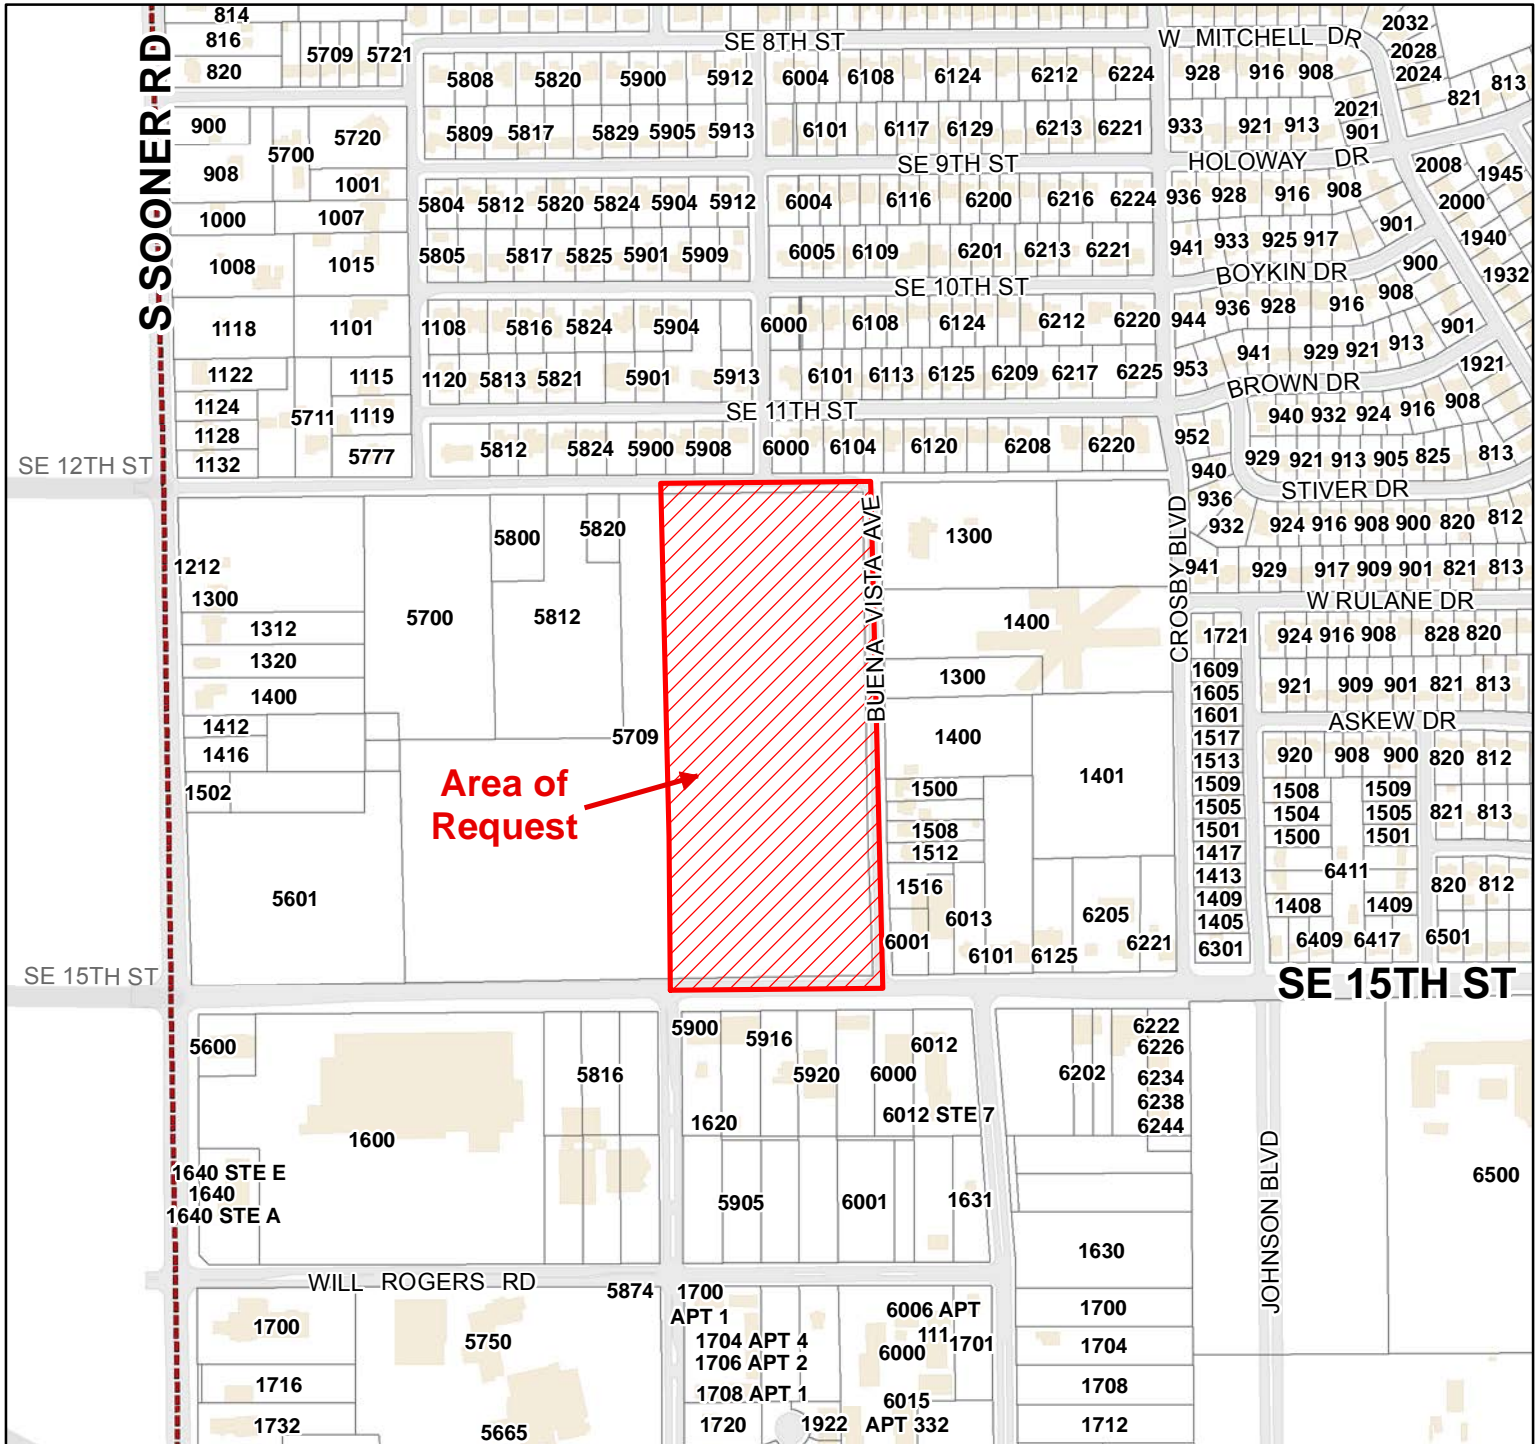 814
816
820
5709 5721
SE 8TH ST
W MITCHELL DR
2032
2028
2024
821 813
5808 5820 5900 5912 6004 6108 6124 6212 6224 928 916 908
2021
901
900
5700
5720
5809 5817 5829 5905 5913 6101 6117 6129 6213 6221 933 921 913
SE 9TH ST
HOLOWAY DR
908
1001
2008
1945
2000
1940
1932
1000 1007
5804 5812 5820 5824 5904 5912 6004 6116 6200 6216 6224 936 928 916 908
901
S SOONER RD
1008 1015
5805 5817 5825 5901 5909 6005 6109 6201 6213 6221 941 933 925 917
SE 10TH ST
BOYKIN DR
900
908
1118 1101
1108 5816 5824 5904 6000 6108 6124 6212 6220 944 936 928 916
901
1122 1115
1120 5813 5821 5901 5913 6101 6113 6125 6209 6217 6225 953 941 929 921 913
1921
SE 11TH ST
BROWN DR
1124
5711
1119
1128
1132
5777
940 932 924 916 908
5812 5824 5900 5908 6000 6104 6120 6208 6220 952
929 921 913 905 825 813
SE 12TH ST
940
936
932
STIVER DR
924 916 908 900 820 812
5800 5820
BUENA VISTA AVE
1300
CROSBY BLVD
941 929 917 909 901 821 813
W RULANE DR
1212
1300
1312
1320
1400
1412
1416
1502
5700 5812
1400
1300
1721 924 916 908 828 820
1609
1605
1601
1517
1513
1509
1505
1501
1417
1413
1409
1405
6301
921 909 901 821 813
ASKEW DR
5709
1400
1401
920 908 900 820 812
Area of
Request
1500
1508
1512
1516
1508 1509
1504 1505 821 813
1500 1501
6411
820 812
1408 1409
6409 6417 6501
5601
6001
6013
6101 6125
6205
6221
SE 15TH ST
SE 15TH ST
5600
1600
5816
5900 5916
5920 6000
6012
6012 STE 7
1620
6202
6222
6226
6234
6238
6244
1640 STE E
1640
1640 STE A
5905 6001 1631
1630
JOHNSON BLVD
6500
WILL ROGERS RD
5874
1700
APT 1
1704 APT 4
1706 APT 2
1708 APT 1
1720
6006 APT
111
6000
1701
6015
APT 332
1922
1700
1704
1708
1712
1700
1716
1732
5750
5665